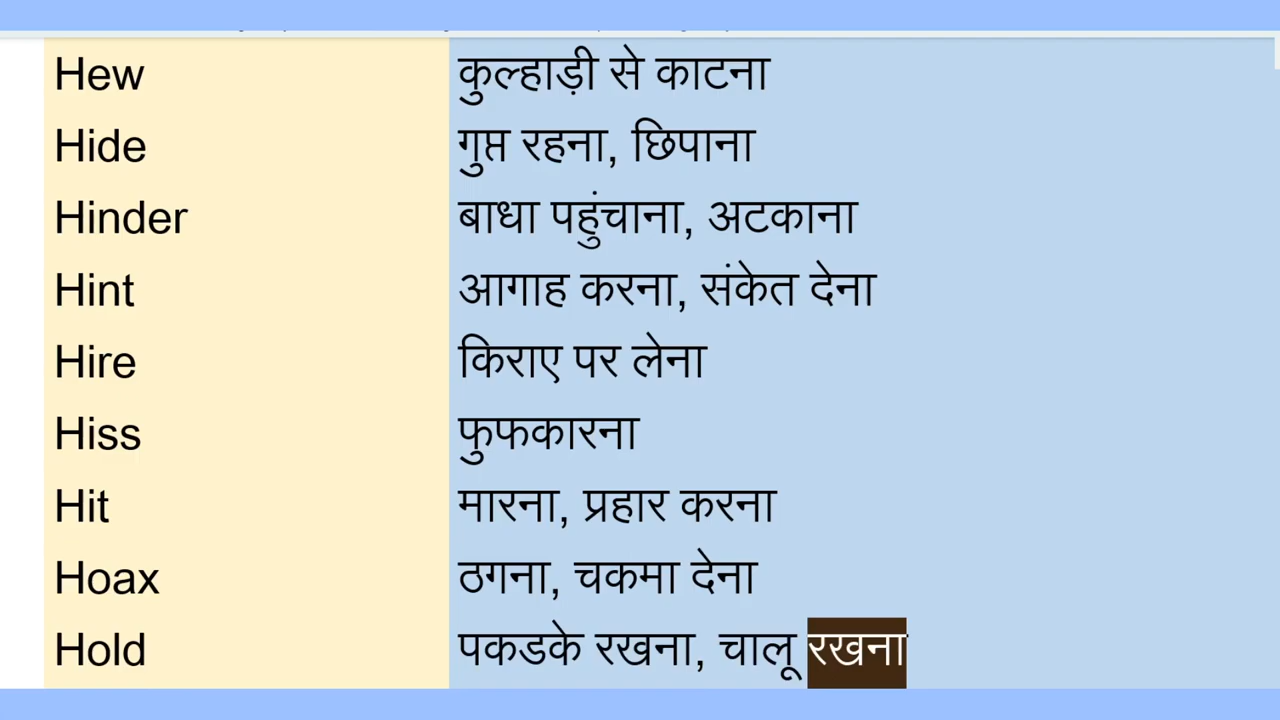 Hew कुल्हाड़ी से काटना
Hide गुप्त रहना, छिपाना
Hinder बाधा पहुंचाना, अटकाना
Hint आगाह करना, संकेत देना
Hire किराए पर लेना
Hiss फुफकारना
Hit मारना, प्रहार करना
Hoax ठगना, चकमा देना
Hold पकडके रखना, चालू रखना